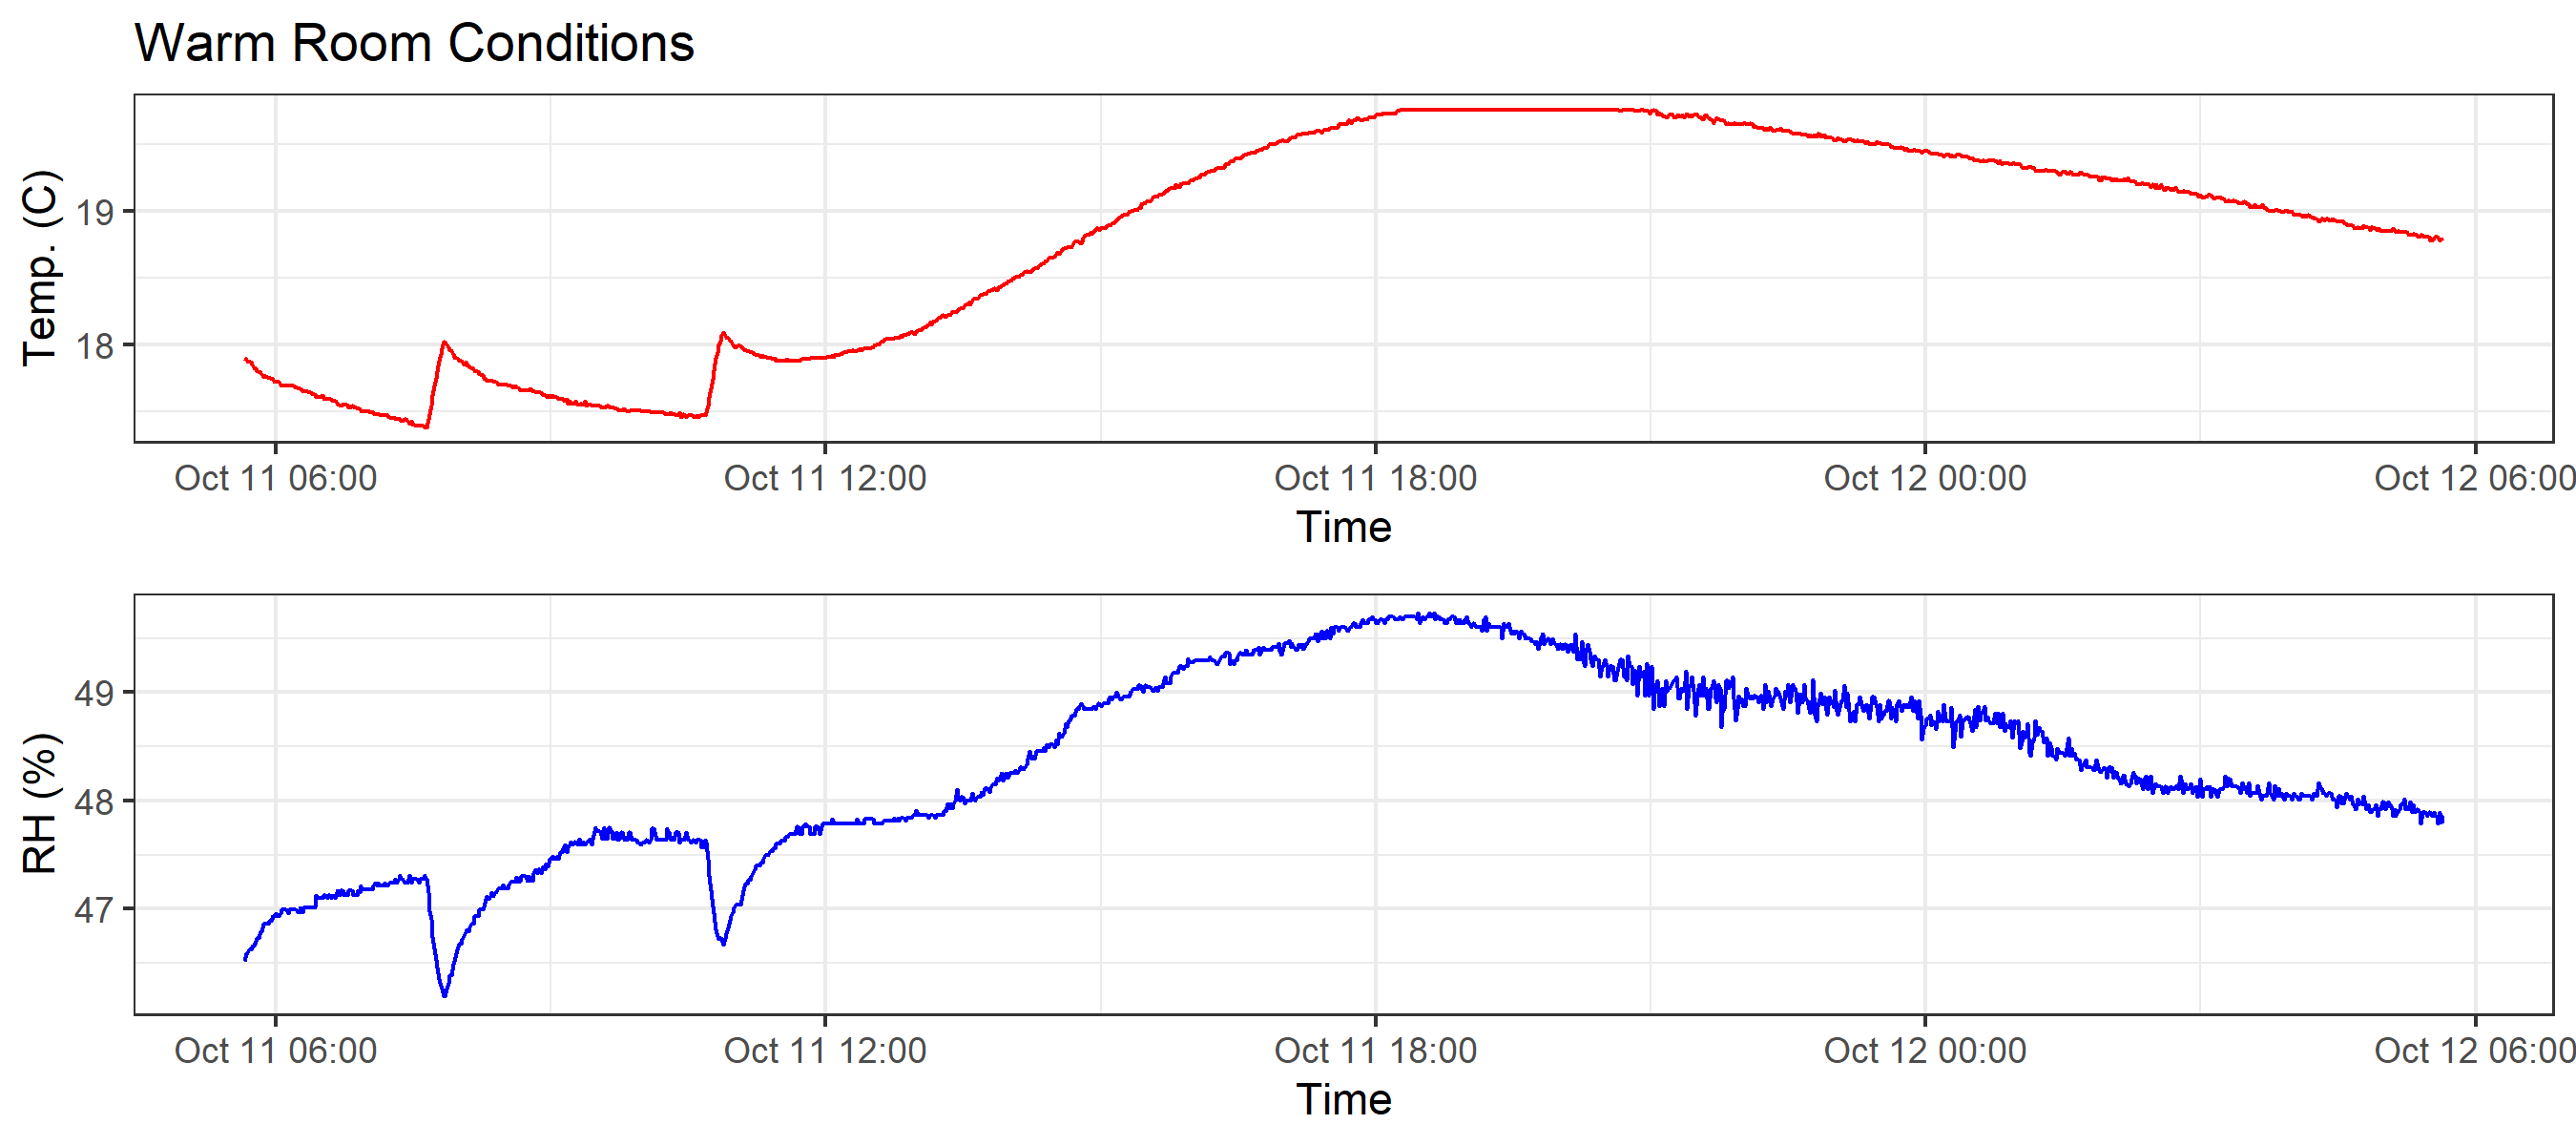 Warm Room Conditions
Temp. (C)
19
18
Oct 11 06:00 Oct 11 12:00 Oct 11 18:00 Oct 12 00:00 Oct 12 06:00
Time
RH (%)
49
48
47
Oct 11 06:00 Oct 11 12:00 Oct 11 18:00 Oct 12 00:00 Oct 12 06:00
Time